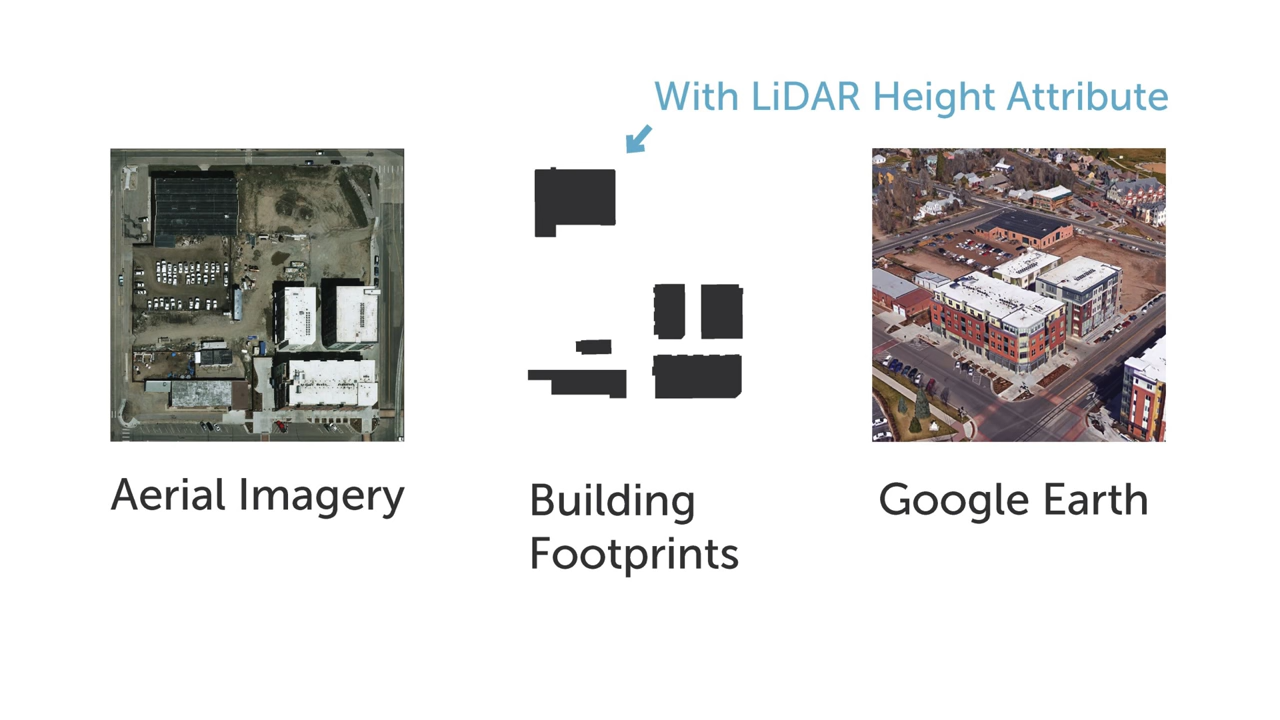 With LiDAR Height Attribute
Aerial Imagery
Building
Footprints
Google Earth